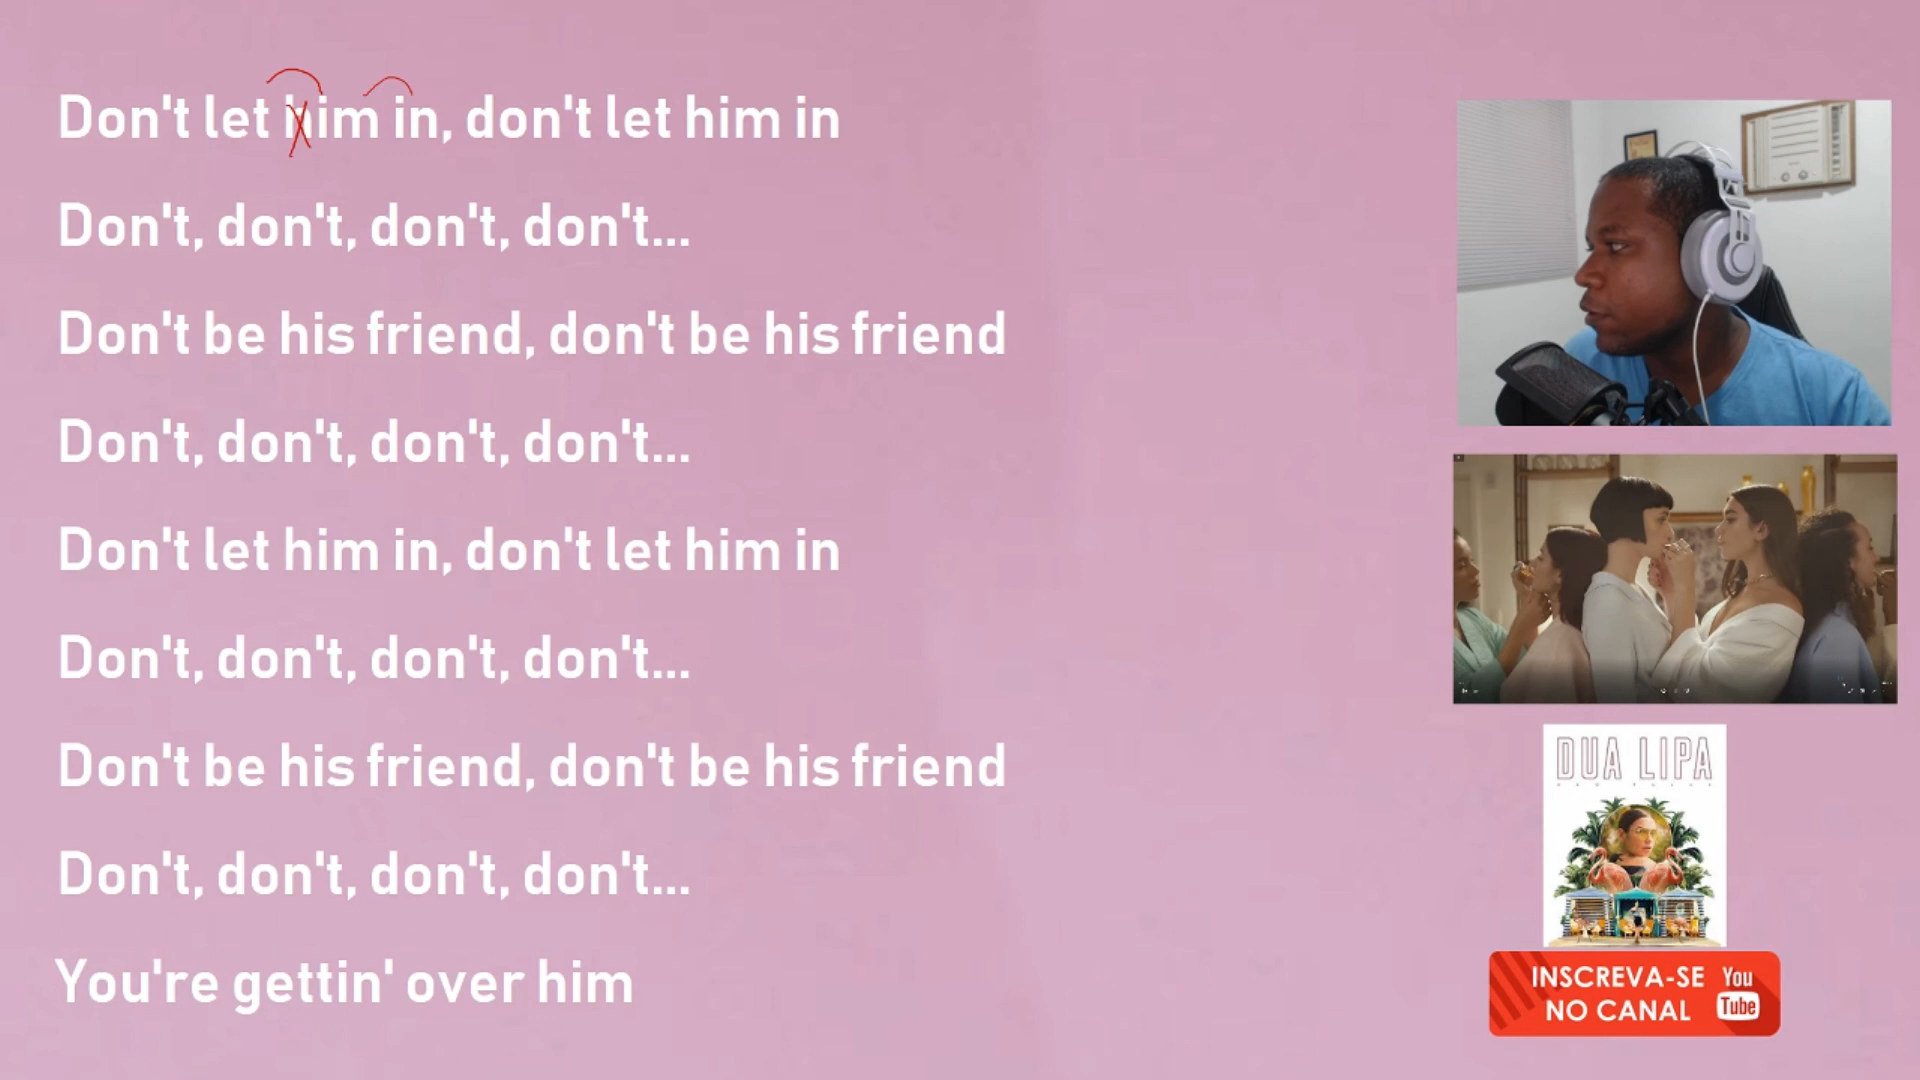 Don't let him in, don't let him in
Don't, don't, don't, don't...
Don't be his friend, don't be his friend
Don't, don't, don't, don't...
Don't let him in, don't let him in
Don't, don't, don't, don't...
Don't be his friend, don't be his friend
Don't, don't, don't, don't...
You're gettin' over him
DUA LIPA
INSCREVA-SE
NO CANAL
You
Tube